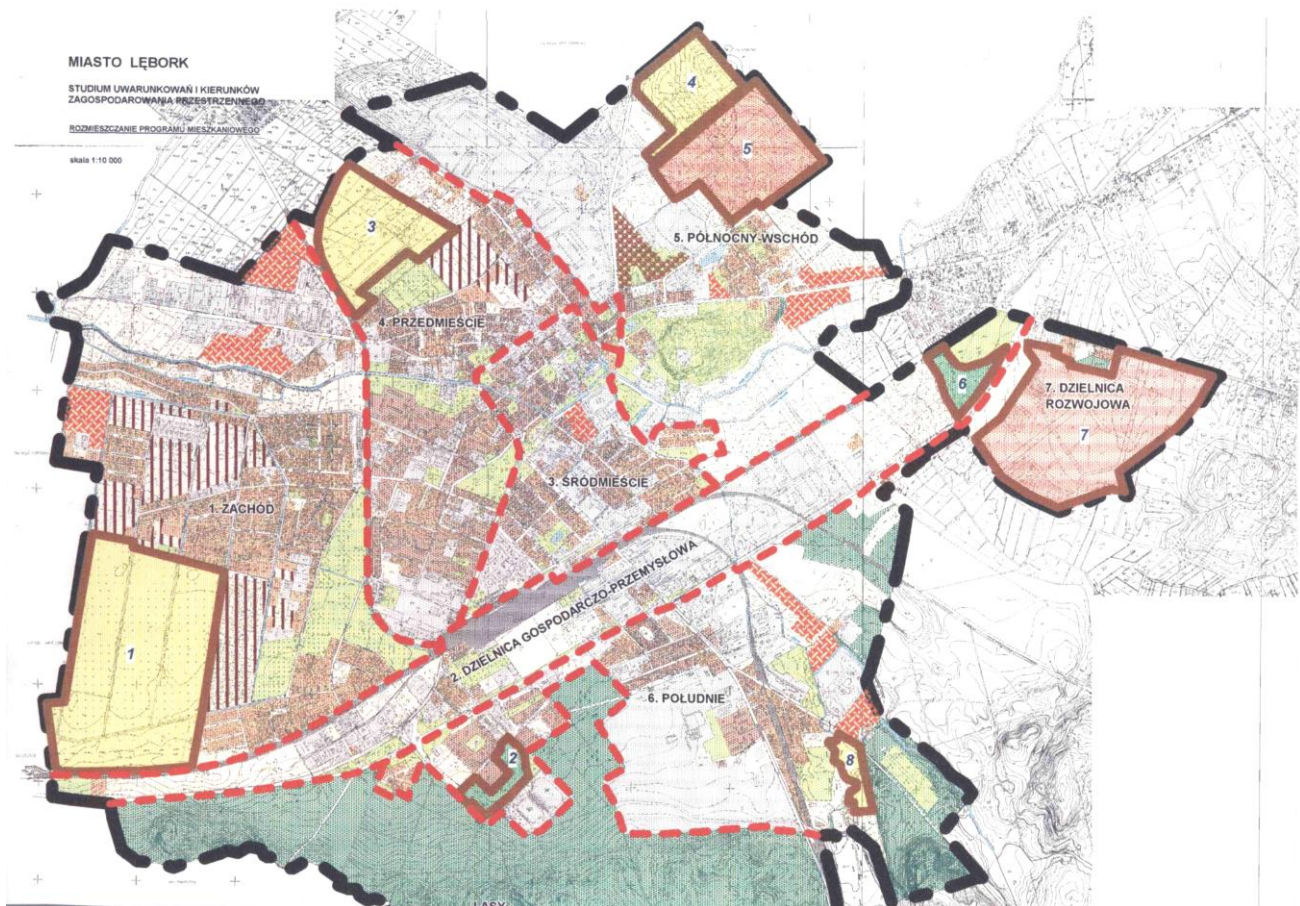 MIASTO LĘBORK
STUDIUM UWARUNKOWAŃ I KIERUNKÓW
ZAGOSPODAROWANIA PRZESTRZENNEGO
ROZMIESZCZANIE PROGRAMU MIESZKANIOWEGO
skala 1:10 000
4
5
3
5. PÓŁNOCNY-WSCHÓD
4. PRZEDMIEŚCIE
6
7. DZIELNICA
ROZWOJOWA
7
3. ŚRÓDMIEŚCIE
1. ZACHÓD
2. DZIELNICA GOSPODARCZO-PRZEMYSŁOWA
1
6. POŁUDNIE
2
8
LASY